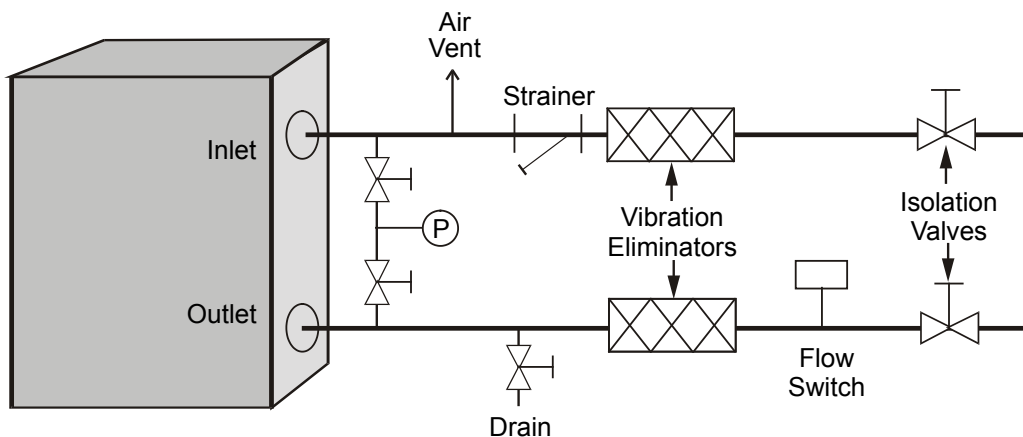 Air
Vent
Strainer
Inlet
P
Vibration
Eliminators
Isolation
Valves
Outlet
Flow
Switch
Drain